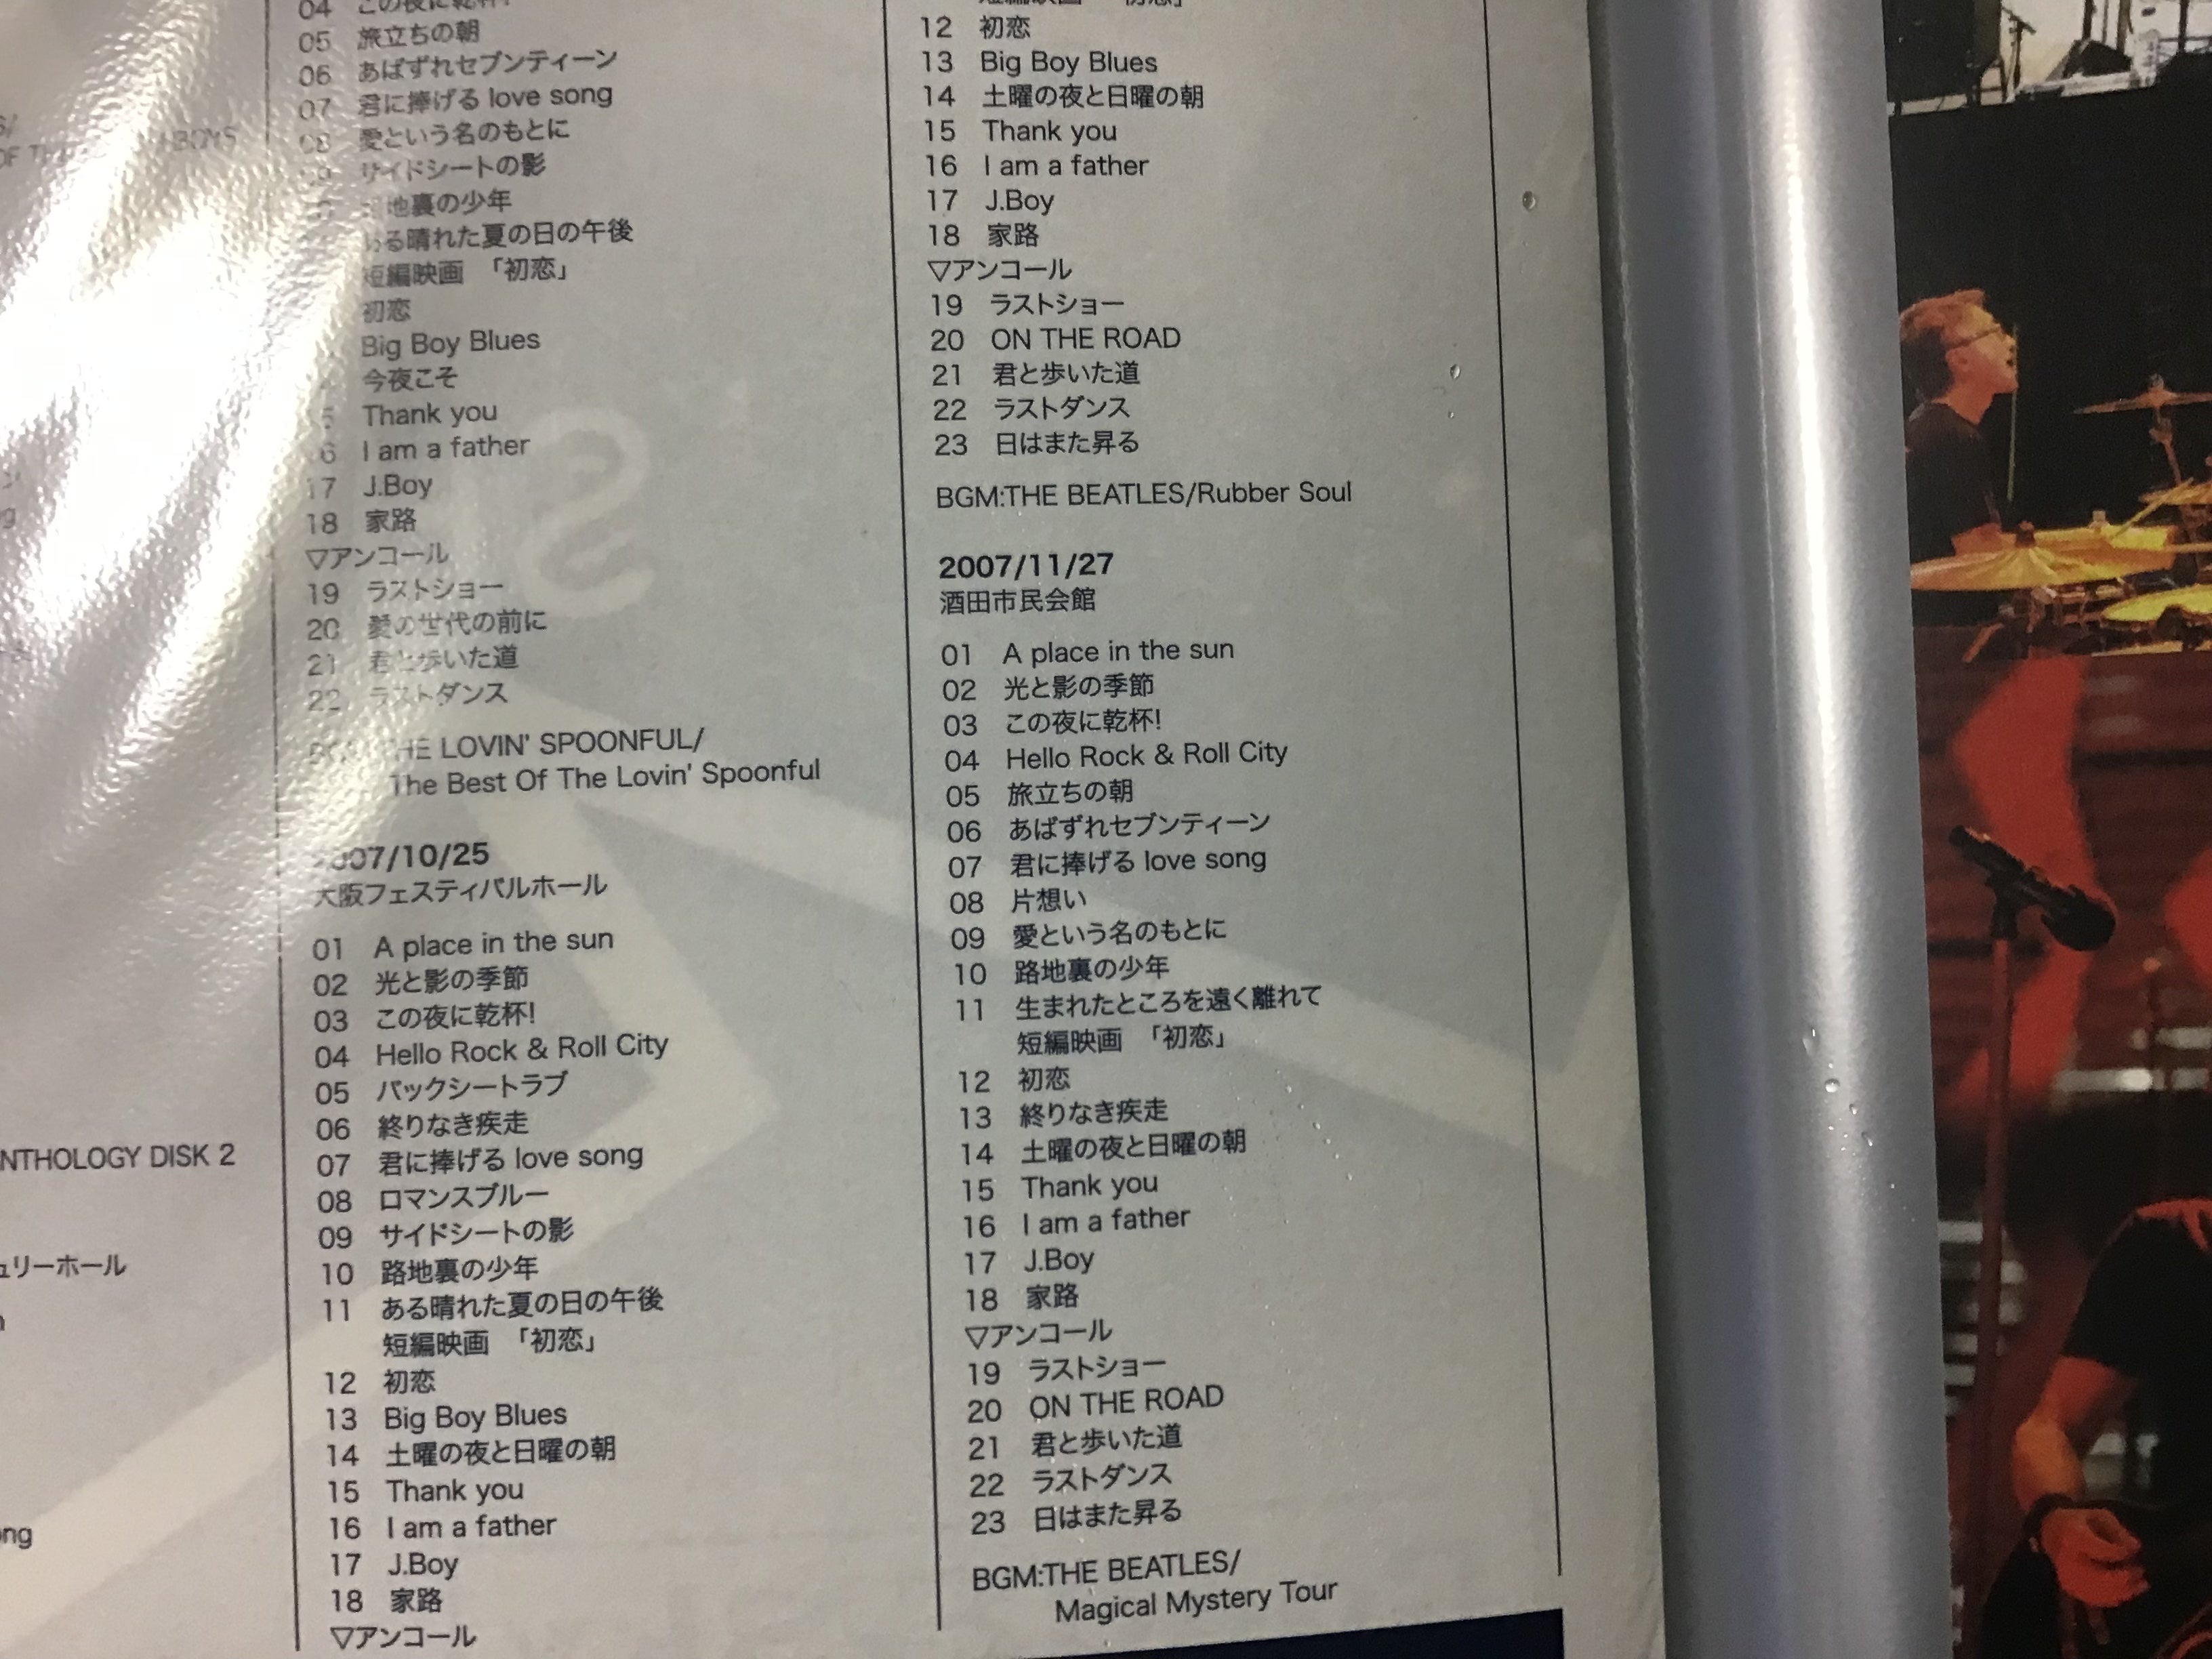 BOYS
NTHOLOGY DISK 2
ュリーホール
04 この夜に乾杯!
05 旅立ちの朝
06 あばずれセブンティーン
07 君に捧げる love song
08 愛という名のもとに
サイドシートの影
地裏の少年
ある晴れた夏の日の午後
短編映画 「初恋」
初恋
Big Boy Blues
今夜こそ
5 Thank you
6 I am a father
17 J.Boy
18 家路
▽アンコール
19 ラストショー
20 愛の世代の前に
21 君と歩いた道
22 ラストダンス
THE LOVIN' SPOONFUL/
The Best Of The Lovin' Spoonful
2007/10/25
大阪フェスティバルホール
01 A place in the sun
02 光と影の季節
03 この夜に乾杯!
04 Hello Rock & Roll City
05 バックシートラブ
06 終りなき疾走
07 君に捧げる love song
08 ロマンスブルー
09 サイドシートの影
10 路地裏の少年
11 ある晴れた夏の日の午後
短編映画 「初恋」
12 初恋
13 Big Boy Blues
14 土曜の夜と日曜の朝
15 Thank you
16 I am a father
17 J.Boy
18 家路
▽アンコール
短編映画 「初恋」
12 初恋
13 Big Boy Blues
14 土曜の夜と日曜の朝
15 Thank you
16 I am a father
17 J.Boy
18 家路
▽アンコール
19 ラストショー
20 ON THE ROAD
21 君と歩いた道
22 ラストダンス
23 日はまた昇る
BGM:THE BEATLES/Rubber Soul
2007/11/27
酒田市民会館
01 A place in the sun
02 光と影の季節
03 この夜に乾杯!
04 Hello Rock & Roll City
05 旅立ちの朝
06 あばずれセブンティーン
07 君に捧げる love song
08 片想い
09 愛という名のもとに
10 路地裏の少年
11 生まれたところを遠く離れて
短編映画 「初恋」
12 初恋
13 終りなき疾走
14 土曜の夜と日曜の朝
15 Thank you
16 I am a father
17 J.Boy
18 家路
▽アンコール
19 ラストショー
20 ON THE ROAD
21 君と歩いた道
22 ラストダンス
23 日はまた昇る
BGM:THE BEATLES/
Magical Mystery Tour